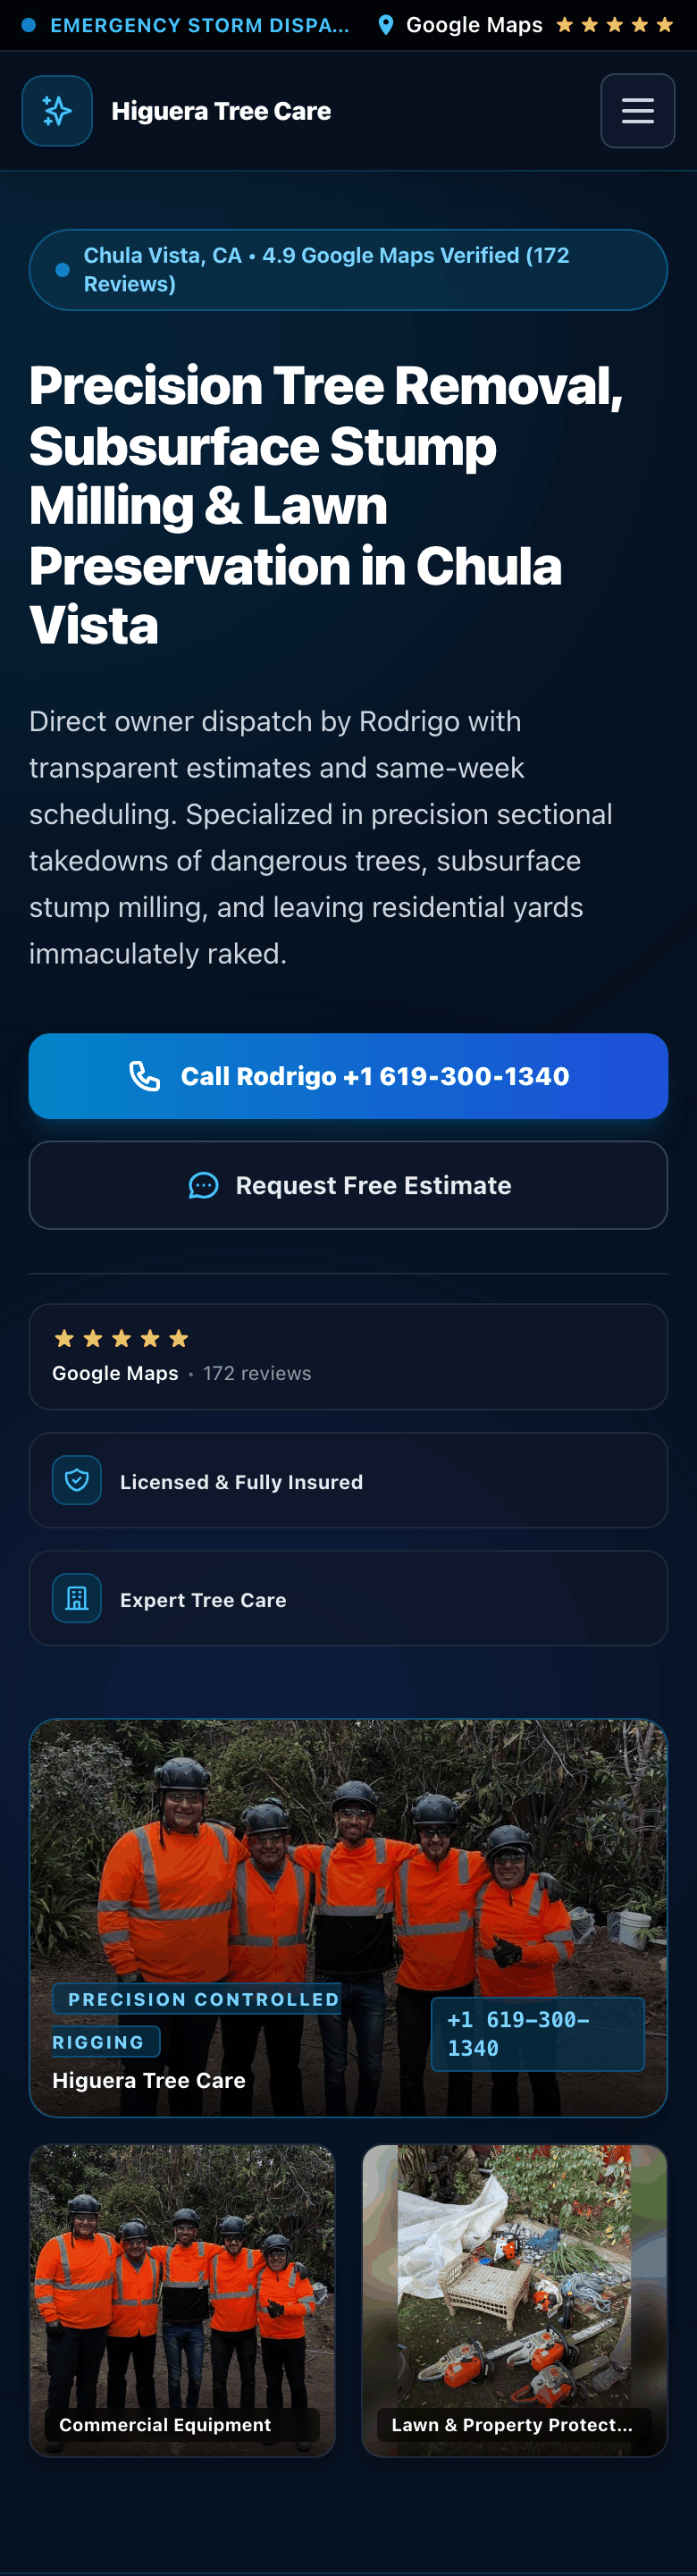 EMERGENCY STORM DISPA...
Google Maps
Higuera Tree Care
Chula Vista, CA • 4.9 Google Maps Verified (172
Reviews)
Precision Tree Removal,
Subsurface Stump
Milling & Lawn
Preservation in Chula
Vista
Direct owner dispatch by Rodrigo with
transparent estimates and same-week
scheduling. Specialized in precision sectional
takedowns of dangerous trees, subsurface
stump milling, and leaving residential yards
immaculately raked.
Call Rodrigo +1 619-300-1340
Request Free Estimate
Google Maps • 172 reviews
Licensed & Fully Insured
Expert Tree Care
PRECISION CONTROLLED
RIGGING
Higuera Tree Care
+1 619-300-
1340
Commercial Equipment
Lawn & Property Protect...